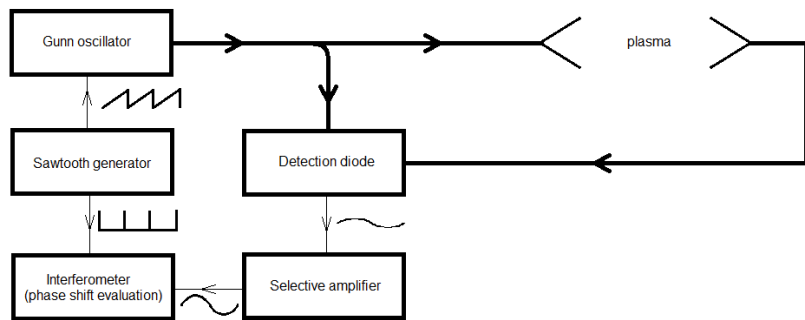 Gunn oscillator
plasma
Sawtooth generator
Detection diode
Interferometer
(phase shift evaluation)
Selective amplifier